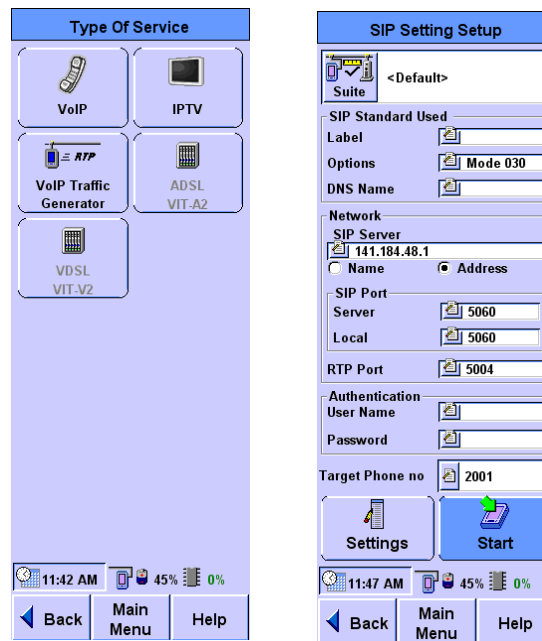 Type Of Service
VoIP
IPTV
= RTP
VoIP Traffic
Generator
ADSL
VIT-A2
VDSL
VIT-V2
11:42 AM
45%
0%
Back
Main
Menu
Help
SIP Setting Setup
Suite
<Default>
SIP Standard Used
Label
Options
Mode 030
DNS Name
Network
SIP Server
141.184.48.1
Name
Address
SIP Port
Server
5060
Local
5060
RTP Port
5004
Authentication
User Name
Password
Target Phone no
2001
Settings
Start
11:47 AM
45%
0%
Back
Main
Menu
Help